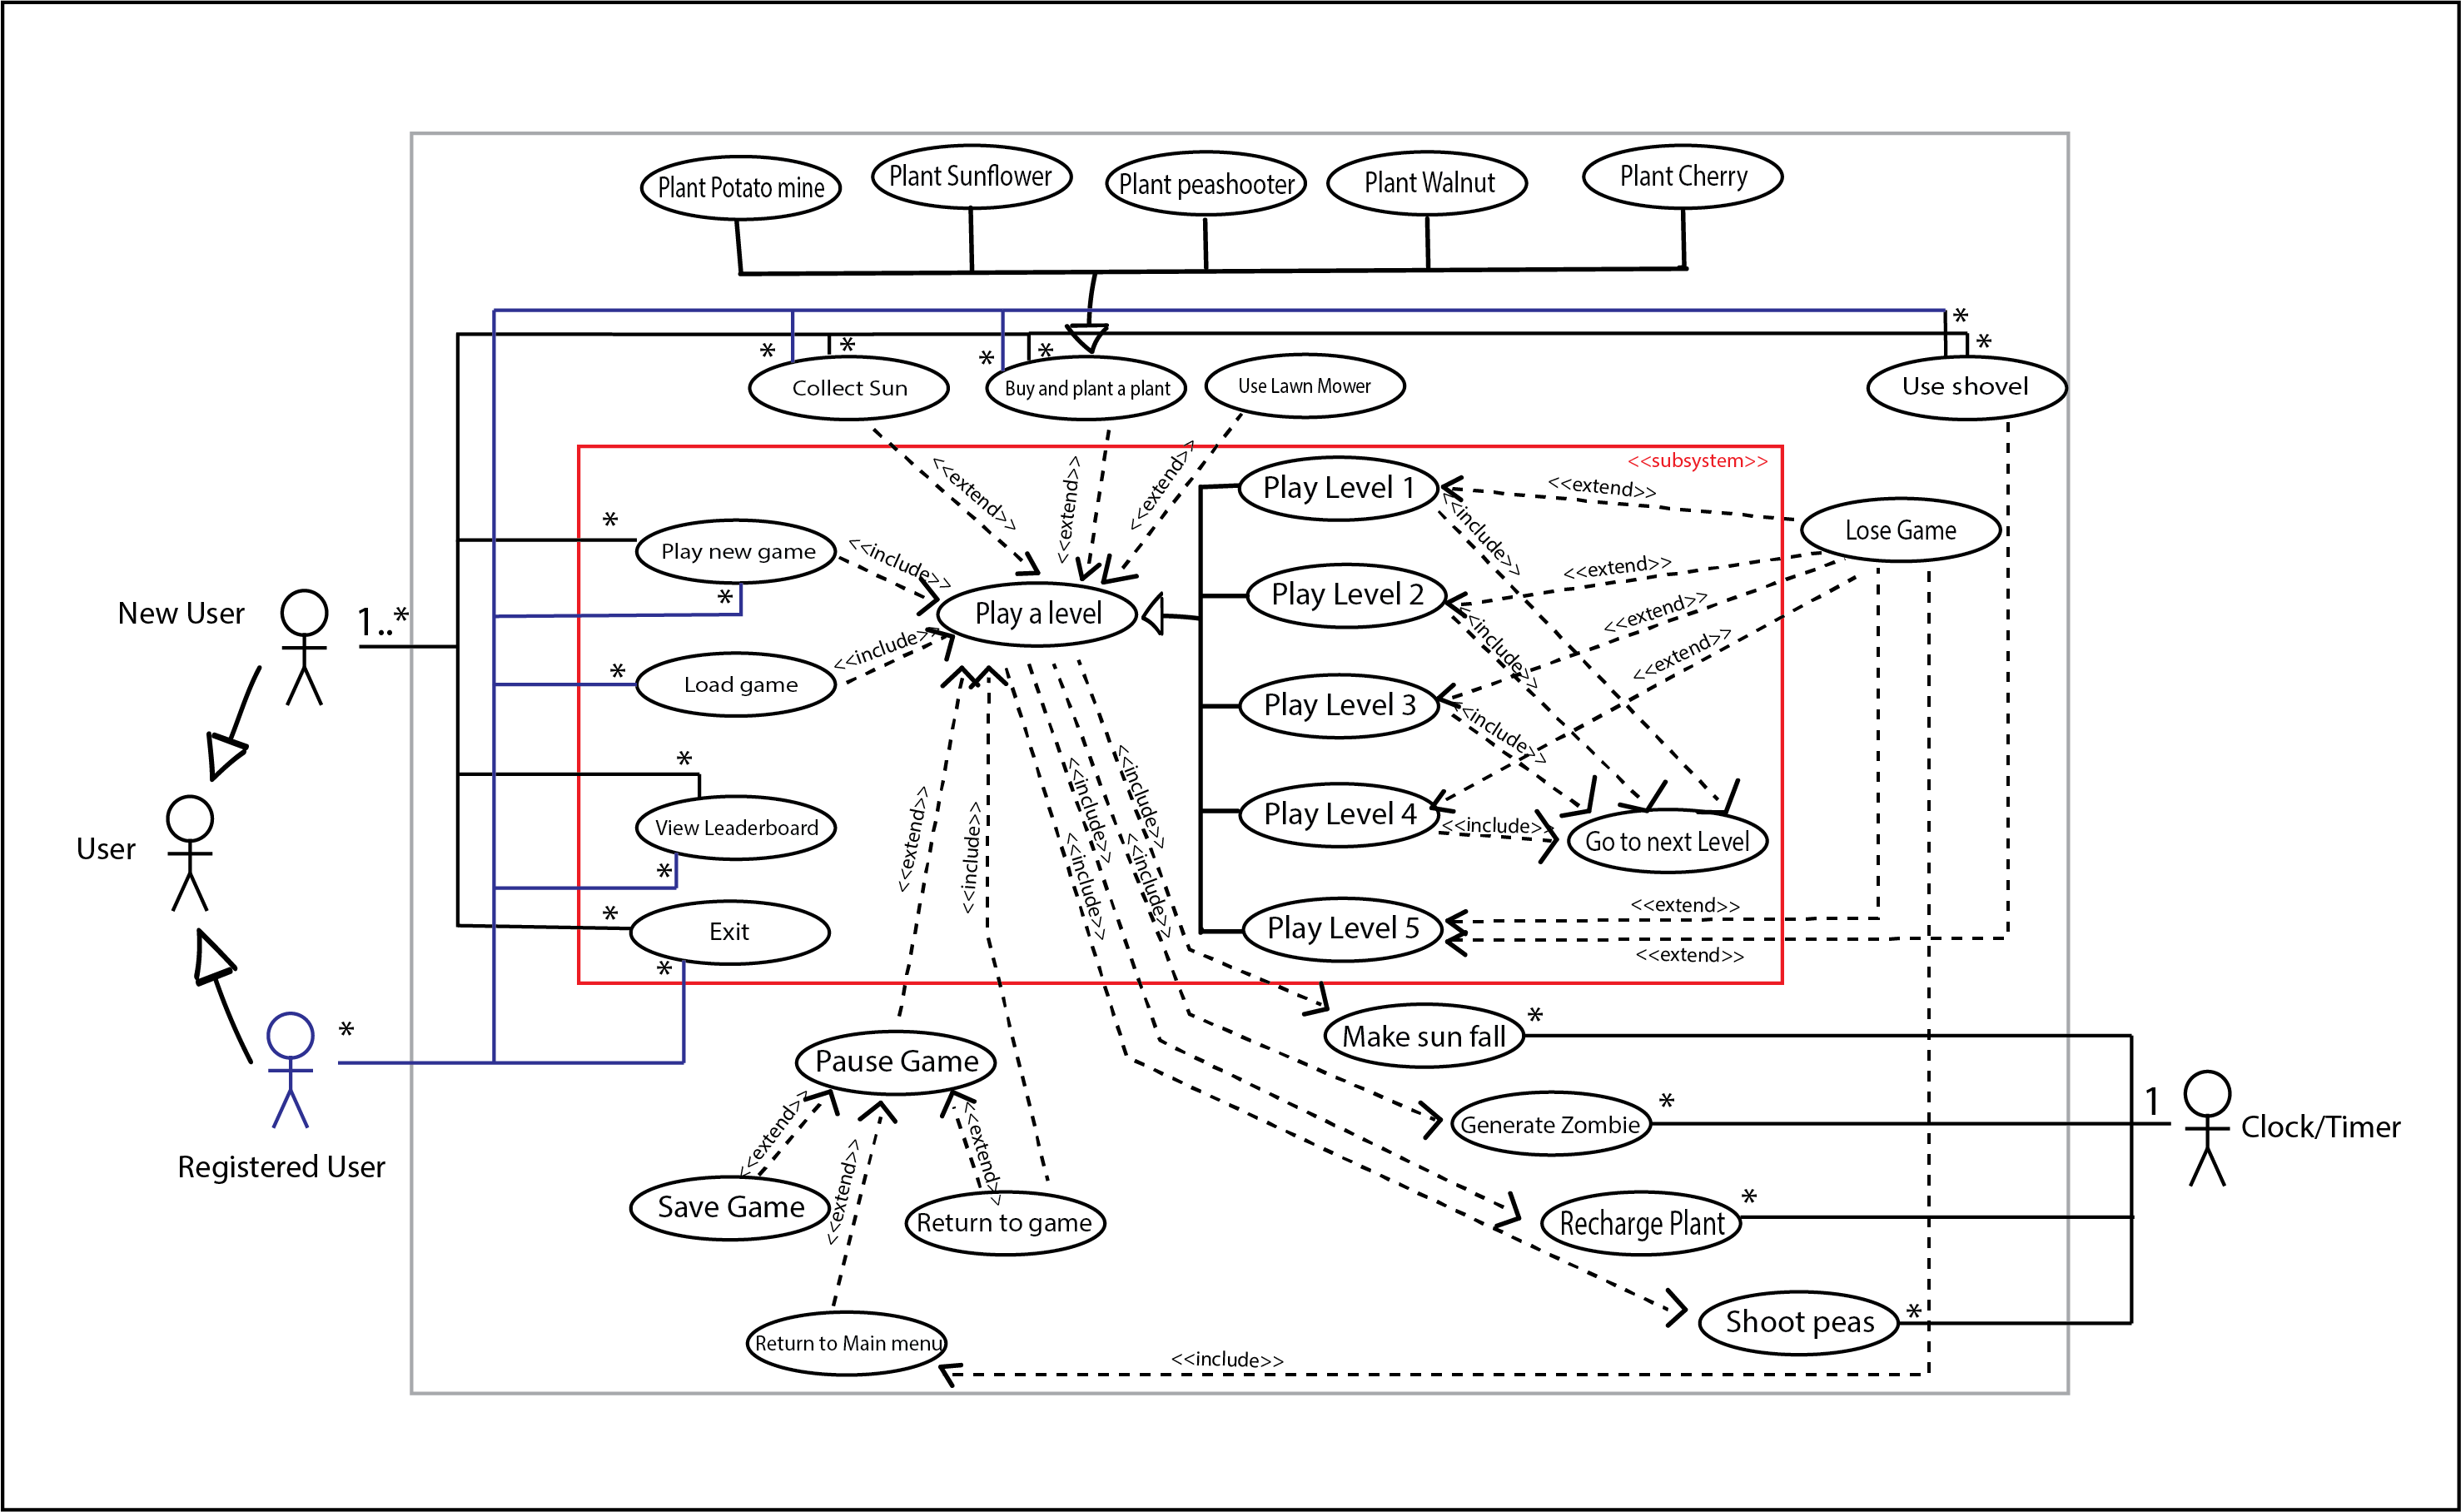 Plant Potato mine
Plant Sunflower
Plant peashooter
Plant Walnut
Plant Cherry
*
*
*
*
*
*
Collect Sun
Buy and plant a plant
Use Lawn Mower
Use shovel
<<extend>>
<<extend>>
<<extend>>
<<subsystem>>
Play Level 1
<<extend>>
Lose Game
*
Play new game
<<include>>
<<include>>
*
Play Level 2
<<extend>>
New User
1..*
Play a level
<<extend>>
<<include>>
<<include>>
*
Load game
Play Level 3
<<extend>>
<<include>>
*
View Leaderboard
*
Play Level 4
<<include>>
Go to next Level
User
<<extend>>
<<include>>
<<include>>
<<include>>
<<include>>
<<include>>
*
Exit
*
Play Level 5
<<extend>>
<<extend>>
*
Registered User
Pause Game
Make sun fall
*
<<extend>>
<<extend>>
<<extend>>
Generate Zombie
*
1
Clock/Timer
Save Game
Return to game
Recharge Plant
*
Return to Main menu
Shoot peas
*
<<include>>